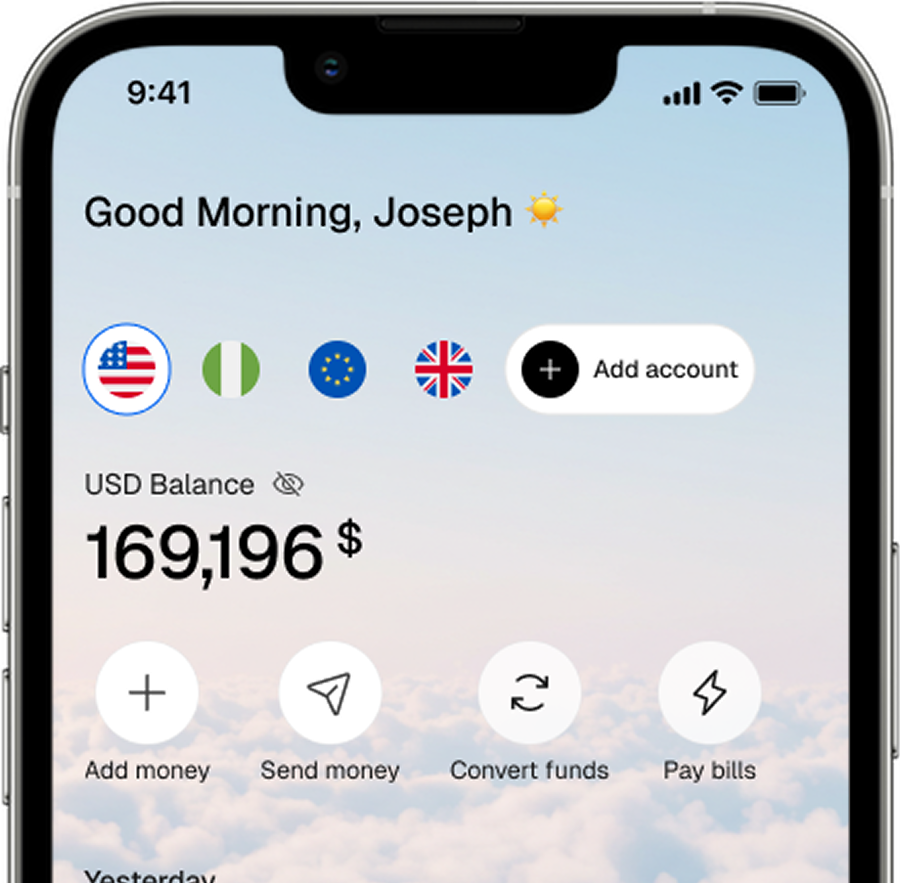 9:41
Good Morning, Joseph
Add account
USD Balance
169,196 $
Add money
Send money
Convert funds
Pay bills
Yesterday